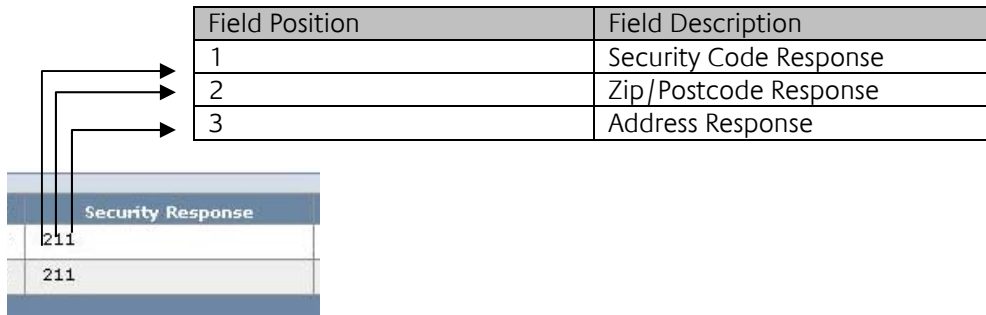 Field Position Field Description
1 Security Code Response
2 Zip/Postcode Response
3 Address Response
Security Response
211
211